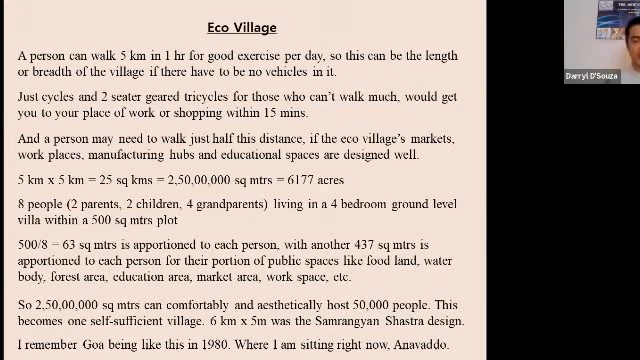 Eco Village
A person can walk 5 km in 1 hr for good exercise per day, so this can be the length
or breadth of the village if there have to be no vehicles in it.
Just cycles and 2 seater geared tricycles for those who can't walk much, would get
you to your place of work or shopping within 15 mins.
And a person may need to walk just half this distance, if the eco village's markets,
work places, manufacturing hubs and educational spaces are designed well.
5 km x 5 km = 25 sq kms = 2,50,00,000 sq mtrs = 6177 acres
8 people (2 parents, 2 children, 4 grandparents) living in a 4 bedroom ground level
villa within a 500 sq mtrs plot
500/8 = 63 sq mtrs is apportioned to each person, with another 437 sq mtrs is
apportioned to each person for their portion of public spaces like food land, water
body, forest area, education area, market area, work space, etc.
So 2,50,00,000 sq mtrs can comfortably and aesthetically host 50,000 people. This
becomes one self-sufficient village. 6 km x 5m was the Samrangyan Shastra design.
I remember Goa being like this in 1980. Where I am sitting right now, Anavaddo.
Darryl D'Souza